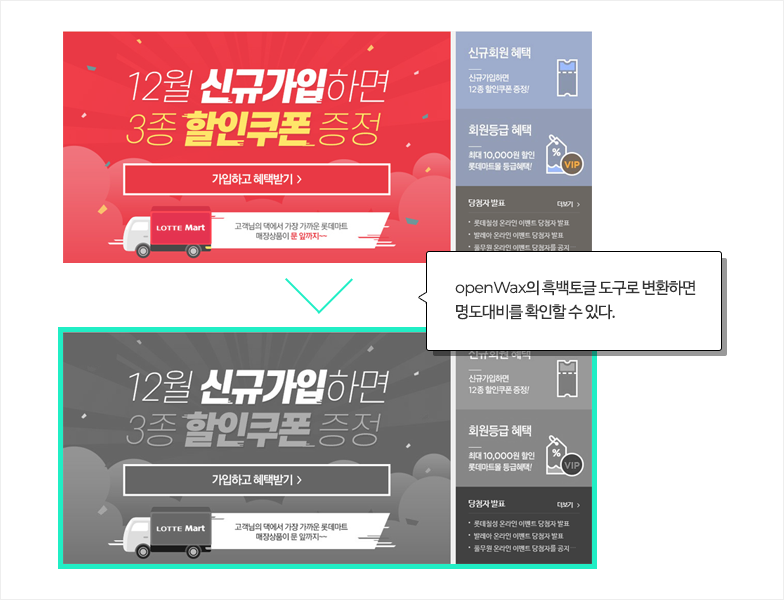 12월 신규가입하면
3종 할인쿠폰 증정
가입하고 혜택받기 >
LOTTE Mart
고객님의 댁에서 가장 가까운 롯데마트
매장상품이 문 앞까지~~
신규회원 혜택
신규가입하면
12종 할인쿠폰 증정!
회원등급 혜택
최대 10,000원 할인
롯데마트몰 등급혜택!
%
VIP
당첨자 발표
더보기 >
• 롯데칠성 온라인 이벤트 당첨자 발표
• 발레아 온라인 이벤트 당첨자 발표
• 풀무원 온라인 이벤트 당첨자를 공지…
openWax의 흑백토글 도구로 변환하면
명도대비를 확인할 수 있다.
12월 신규가입하면
3종 할인쿠폰 증정
가입하고 혜택받기 >
LOTTE Mart
고객님의 댁에서 가장 가까운 롯데마트
매장상품이 문 앞까지~~
신규회원 혜택
신규가입하면
12종 할인쿠폰 증정!
회원등급 혜택
최대 10,000원 할인
롯데마트몰 등급혜택!
%
VIP
당첨자 발표
더보기 >
• 롯데칠성 온라인 이벤트 당첨자 발표
• 발레아 온라인 이벤트 당첨자 발표
• 풀무원 온라인 이벤트 당첨자를 공지…